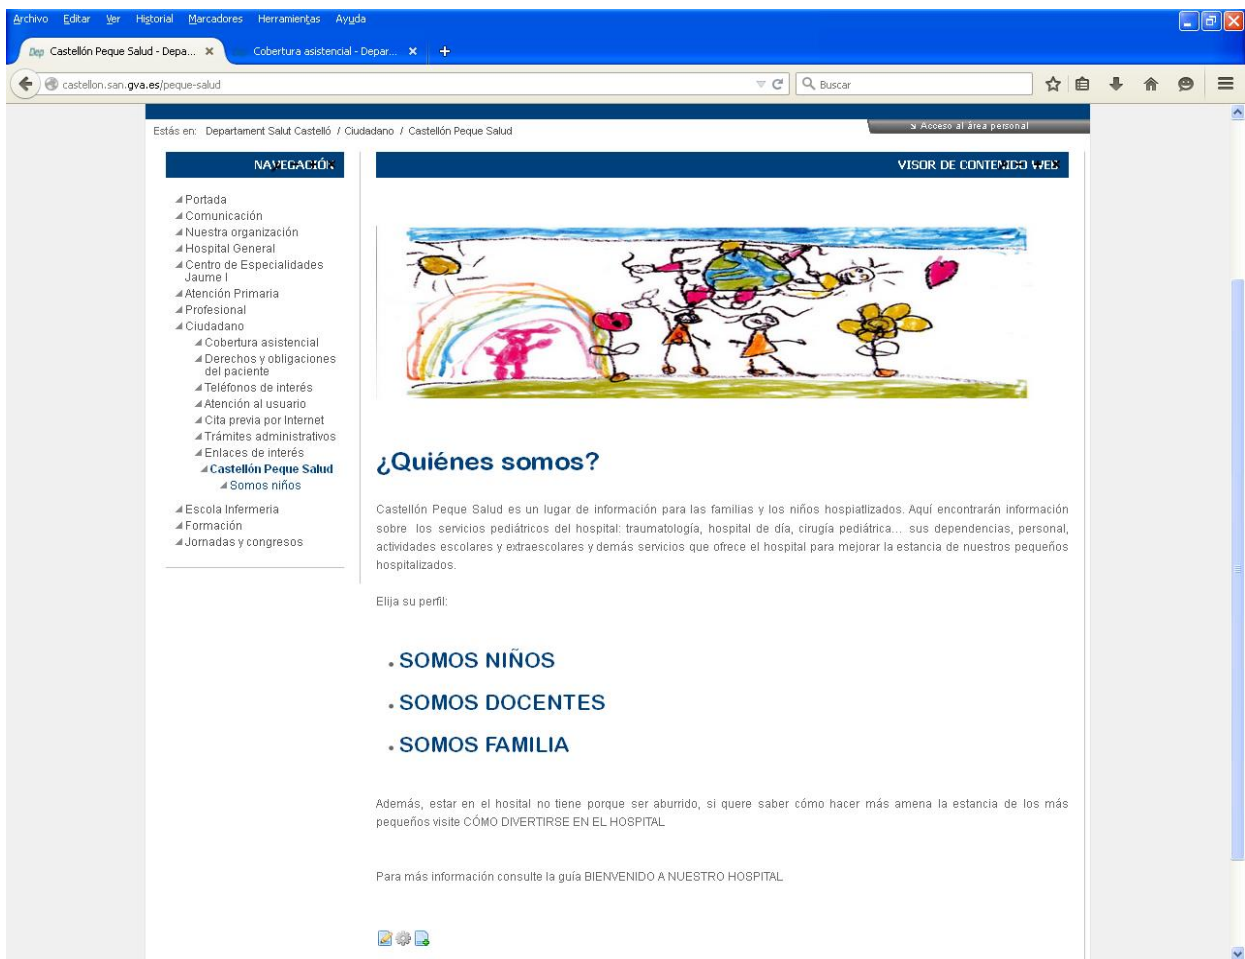 Archivo Editar Ver Historial Marcadores Herramientas Ayuda
Dep Castellón Peque Salud - Depa... Cobertura asistencial - Depar...
castellon.san.gva.es/peque-salud Buscar
Estás en: Departament Salut Castelló / Ciudadano / Castellón Peque Salud
Acceso al área personal
NAVEGACIÓN
VISOR DE CONTENIDO WEB
Portada
Comunicación
Nuestra organización
Hospital General
Centro de Especialidades
Jaume I
Atención Primaria
Profesional
Ciudadano
Cobertura asistencial
Derechos y obligaciones
del paciente
Teléfonos de interés
Atención al usuario
Cita previa por Internet
Trámites administrativos
Enlaces de interés
Castellón Peque Salud
Somos niños
Escola Infermeria
Formación
Jornadas y congresos
¿Quiénes somos?
Castellón Peque Salud es un lugar de información para las familias y los niños hospiatlizados. Aquí encontrarán información
sobre los servicios pediátricos del hospital: traumatología, hospital de día, cirugía pediátrica... sus dependencias, personal,
actividades escolares y extraescolares y demás servicios que ofrece el hospital para mejorar la estancia de nuestros pequeños
hospitalizados.
Elija su perfil:
• SOMOS NIÑOS
• SOMOS DOCENTES
• SOMOS FAMILIA
Además, estar en el hosital no tiene porque ser aburrido, si quere saber cómo hacer más amena la estancia de los más
pequeños visite CÓMO DIVERTIRSE EN EL HOSPITAL
Para más información consulte la guía BIENVENIDO A NUESTRO HOSPITAL